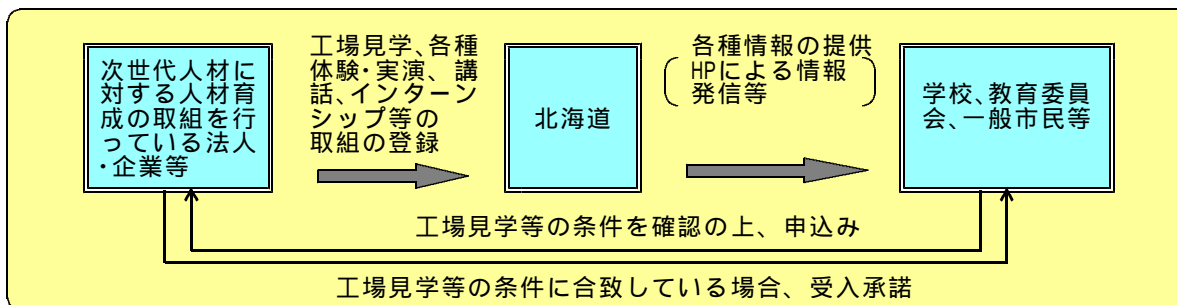 次世代人材に
対する人材育
成の取組を行
っている法人
・企業等
工場見学、各種
体験・実演、講
話、インターン
シップ等の
取組の登録
北海道
各種情報の提供
HPによる情報
発信等
学校、教育委員
会、一般市民等
工場見学等の条件を確認の上、申込み
工場見学等の条件に合致している場合、受入承諾